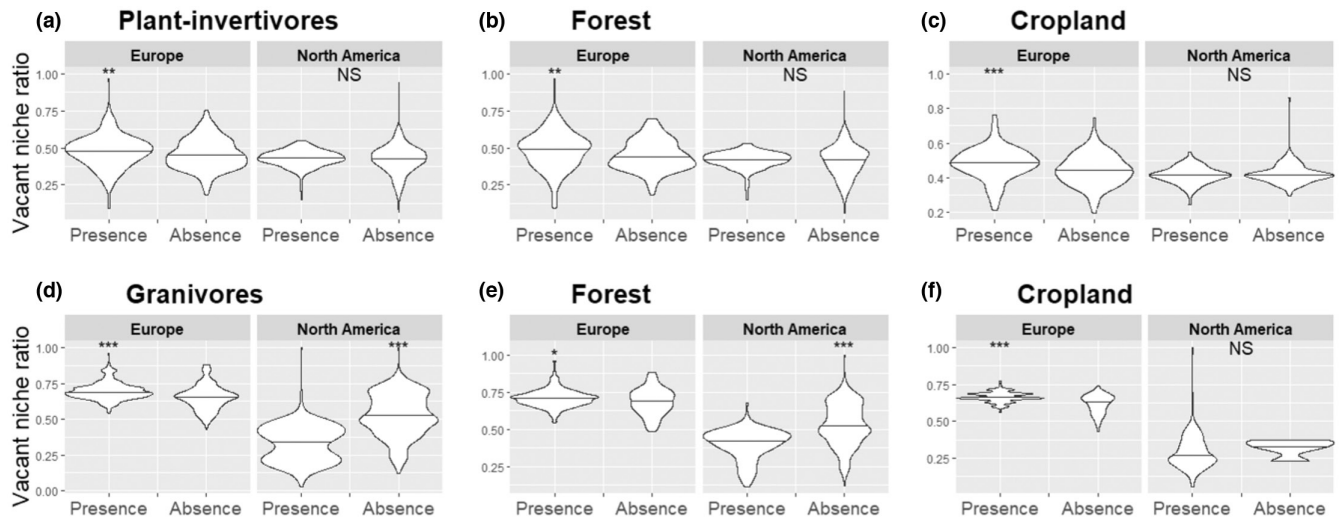 (a) Plant-invertivores
(b) Forest
(c) Cropland
Vacant niche ratio
Europe North America
Europe North America
Europe North America
** NS
** NS
*** NS
1.00
0.75
0.50
0.25
1.00
0.75
0.50
0.25
1.0
0.8
0.6
0.4
0.2
Presence Absence Presence Absence
Presence Absence Presence Absence
Presence Absence Presence Absence
(d) Granivores
(e) Forest
(f) Cropland
Vacant niche ratio
Europe North America
Europe North America
Europe North America
*** ***
* ***
*** NS
1.00
0.75
0.50
0.25
0.00
1.00
0.75
0.50
0.25
1.00
0.75
0.50
0.25
Presence Absence Presence Absence
Presence Absence Presence Absence
Presence Absence Presence Absence